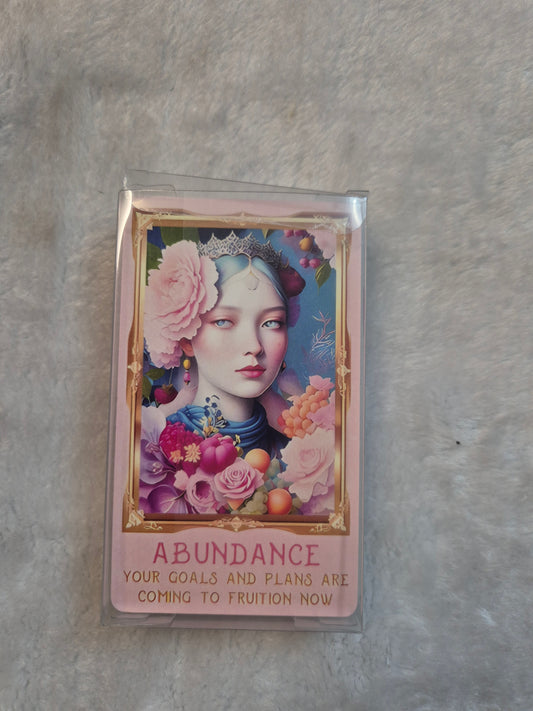 ABUNDANCE
YOUR GOALS AND PLANS ARE
COMING TO FRUITION NOW